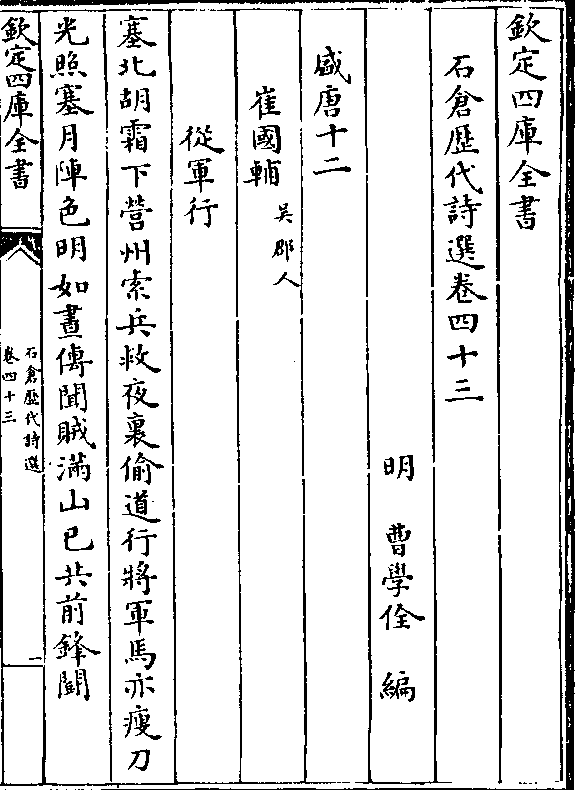 欽定四庫全書
石倉歴代詩選卷四十三
明 曹學佺 編
盛唐十二
崔國輔 吳郡人
從軍行
塞北胡霜下營州索兵救夜裏偷道行將軍馬亦瘦刀
光照塞月陣色明如晝傳聞賊滿山已共前鋒鬭
欽定四庫全書
石倉歷代詩選
卷四十三
一